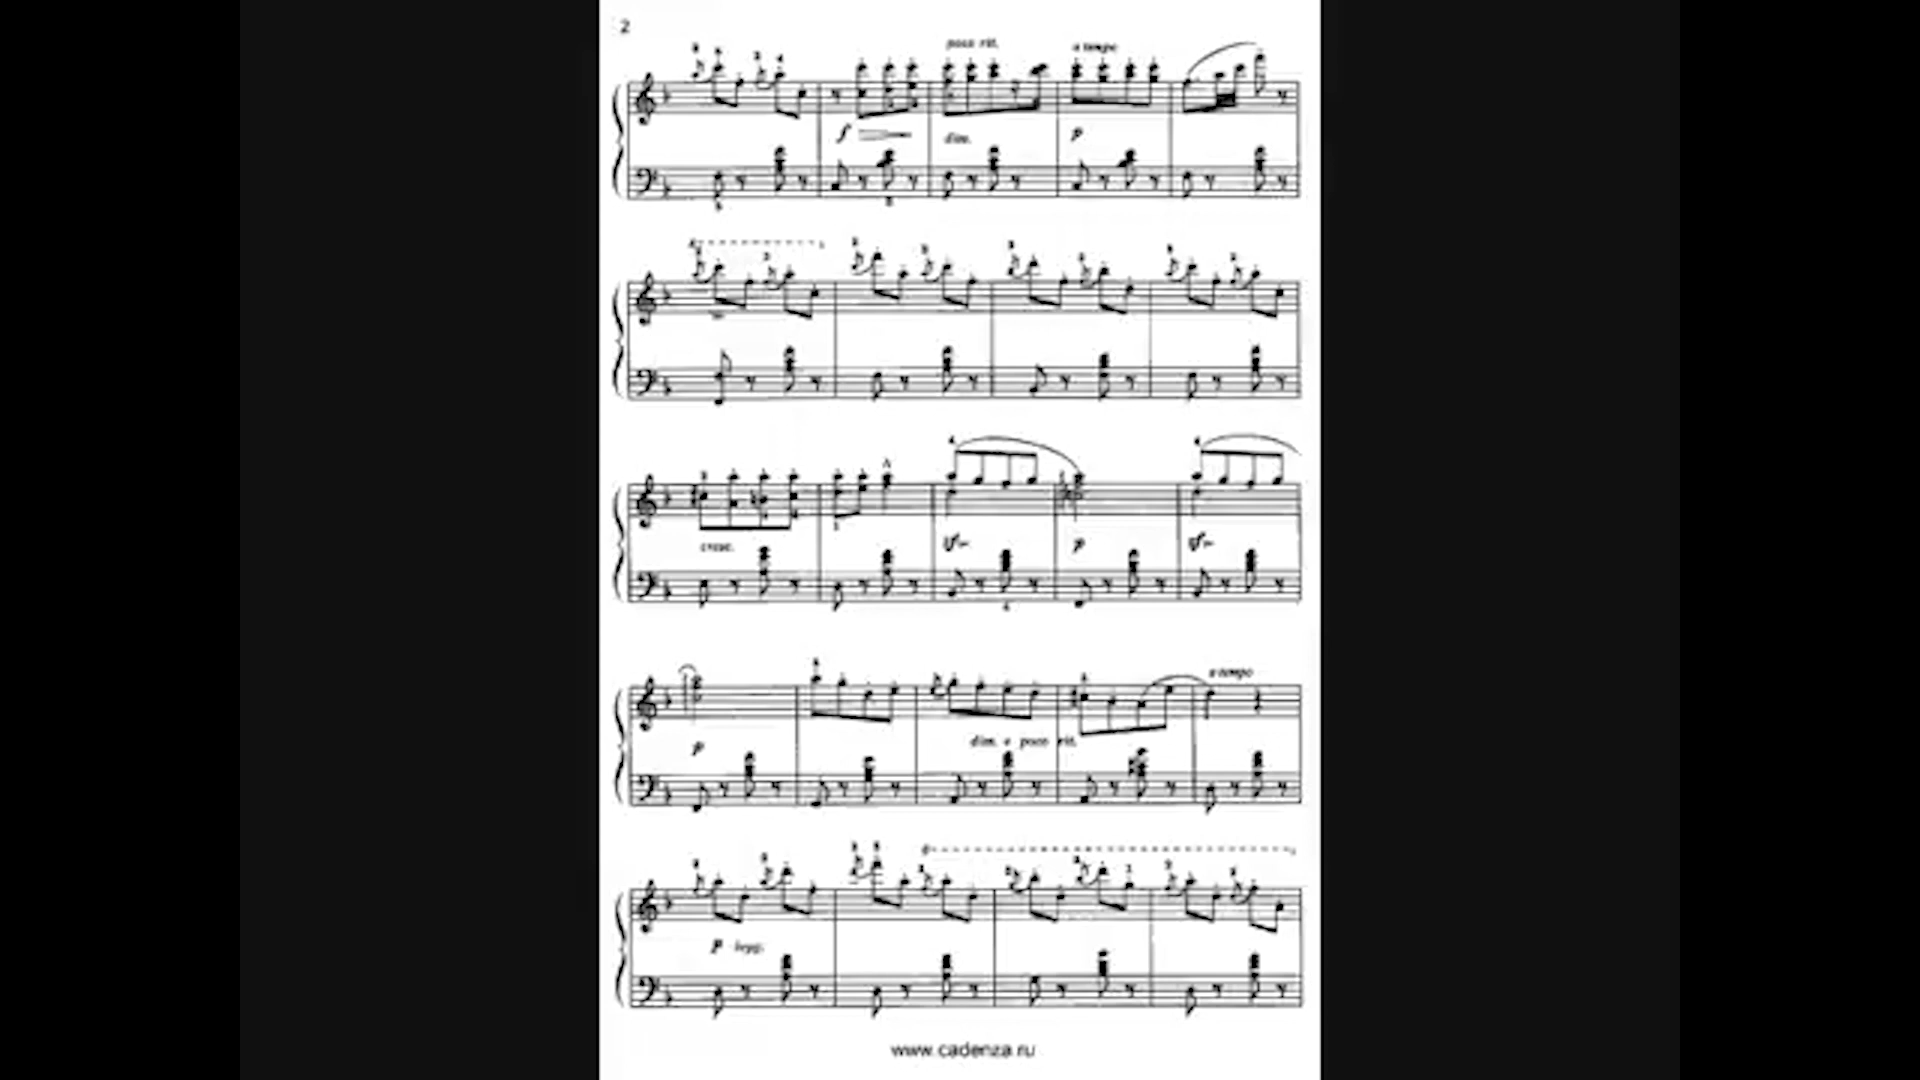 2
poco rit. a tempo
f dim. p
cresc. sf p sf
a tempo
p dim. e poco rit.
p legg.
www.cadenza.ru